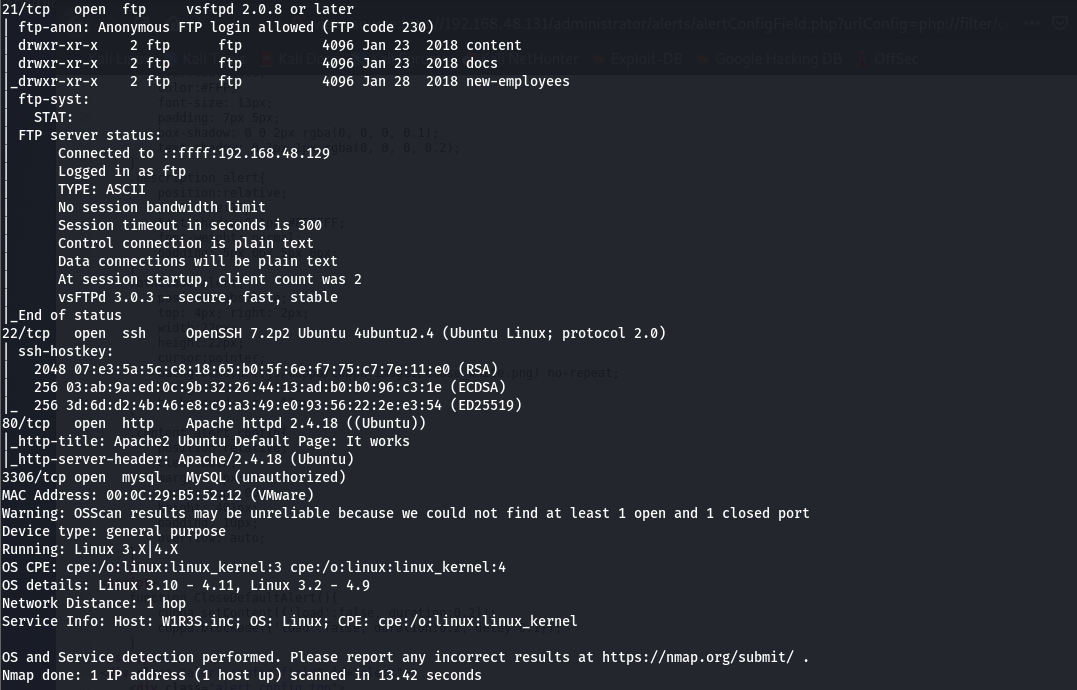 192.168.48.131/administrator/alerts/alertConfigField.php?urlConfig=php://filter/
21/tcp   open  ftp     vsftpd 2.0.8 or later
| ftp-anon: Anonymous FTP login allowed (FTP code 230)
| drwxr-xr-x    2 ftp      ftp          4096 Jan 23  2018 content
| drwxr-xr-x    2 ftp      ftp          4096 Jan 23  2018 docs
|_drwxr-xr-x    2 ftp      ftp          4096 Jan 28  2018 new-employees
| ftp-syst:
|   STAT:
| FTP server status:
|      Connected to ::ffff:192.168.48.129
|      Logged in as ftp
|      TYPE: ASCII
|      No session bandwidth limit
|      Session timeout in seconds is 300
|      Control connection is plain text
|      Data connections will be plain text
|      At session startup, client count was 2
|      vsFTPd 3.0.3 - secure, fast, stable
|_End of status
22/tcp   open  ssh     OpenSSH 7.2p2 Ubuntu 4ubuntu2.4 (Ubuntu Linux; protocol 2.0)
| ssh-hostkey:
|   2048 07:e3:5a:5c:c8:18:65:b0:5f:6e:f7:75:c7:7e:11:e0 (RSA)
|   256 03:ab:9a:ed:0c:9b:32:26:44:13:ad:b0:b0:96:c3:1e (ECDSA)
|_  256 3d:6d:d2:4b:46:e8:c9:a3:49:e0:93:56:22:2e:e3:54 (ED25519)
80/tcp   open  http    Apache httpd 2.4.18 ((Ubuntu))
|_http-title: Apache2 Ubuntu Default Page: It works
|_http-server-header: Apache/2.4.18 (Ubuntu)
3306/tcp open  mysql   MySQL (unauthorized)
MAC Address: 00:0C:29:B5:52:12 (VMware)
Warning: OSScan results may be unreliable because we could not find at least 1 open and 1 closed port
Device type: general purpose
Running: Linux 3.X|4.X
OS CPE: cpe:/o:linux:linux_kernel:3 cpe:/o:linux:linux_kernel:4
OS details: Linux 3.10 - 4.11, Linux 3.2 - 4.9
Network Distance: 1 hop
Service Info: Host: W1R3S.inc; OS: Linux; CPE: cpe:/o:linux:linux_kernel
OS and Service detection performed. Please report any incorrect results at https://nmap.org/submit/ .
Nmap done: 1 IP address (1 host up) scanned in 13.42 seconds